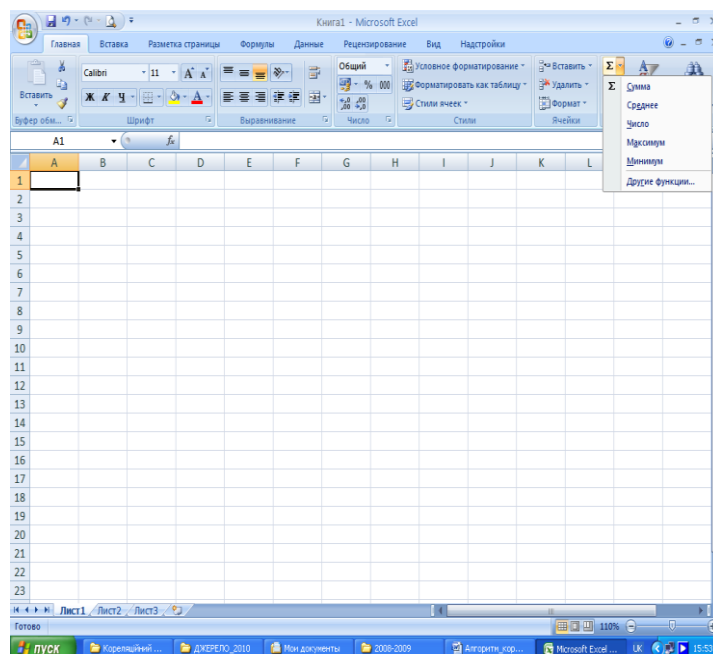 Книга1 - Microsoft Excel
Главная Вставка Разметка страницы Формулы Данные Рецензирование Вид Надстройки
Вставить
Calibri 11
Ж К Ч
Общий
% 000
Условное форматирование
Форматировать как таблицу
Стили ячеек
Вставить
Удалить
Формат
Σ
Буфер обм... Шрифт Выравнивание Число Стили Ячейки
Σ Сумма
Среднее
Число
Максимум
Минимум
Другие функции...
A1 fx
A B C D E F G H I J K L
1
2
3
4
5
6
7
8
9
10
11
12
13
14
15
16
17
18
19
20
21
22
23
Лист1 Лист2 Лист3
Готово 110%
пуск Кореляційний ... ДЖЕРЕЛО_2010 Мои документы 2008-2009 Алгоритм_кор... Microsoft Excel ... UK 15:53